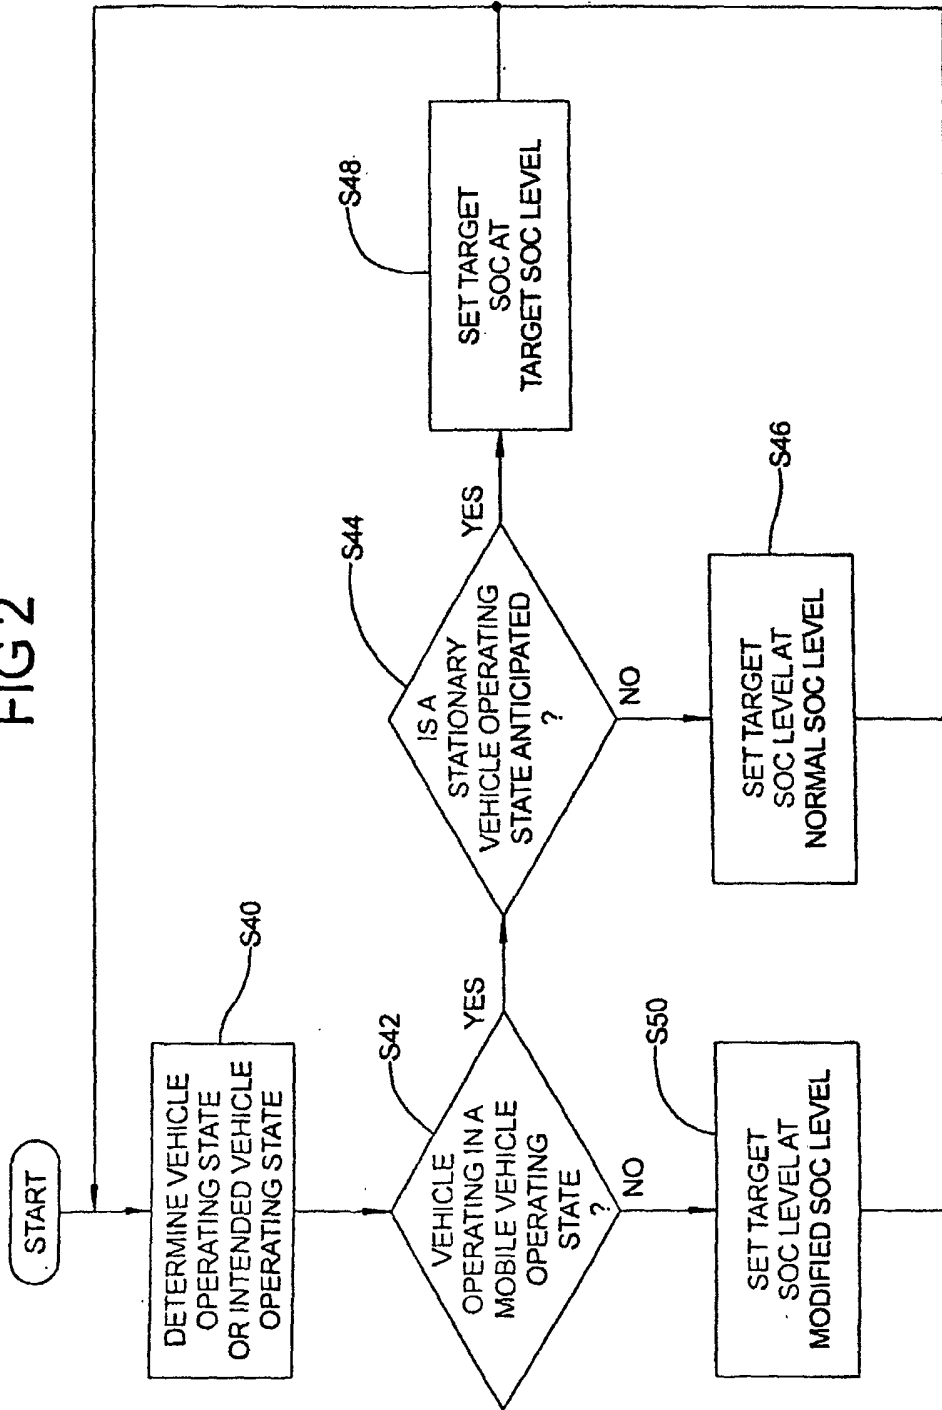 FIG 2
START
DETERMINE VEHICLE
OPERATING STATE
OR INTENDED VEHICLE
OPERATING STATE
S40
VEHICLE
OPERATING IN A
MOBILE VEHICLE
OPERATING
STATE
?
S42
YES
NO
SET TARGET
SOC LEVEL AT
MODIFIED SOC LEVEL
S50
IS A
STATIONARY
VEHICLE OPERATING
STATE ANTICIPATED
?
S44
YES
NO
SET TARGET
SOC LEVEL AT
NORMAL SOC LEVEL
S46
SET TARGET
SOC AT
TARGET SOC LEVEL
S48